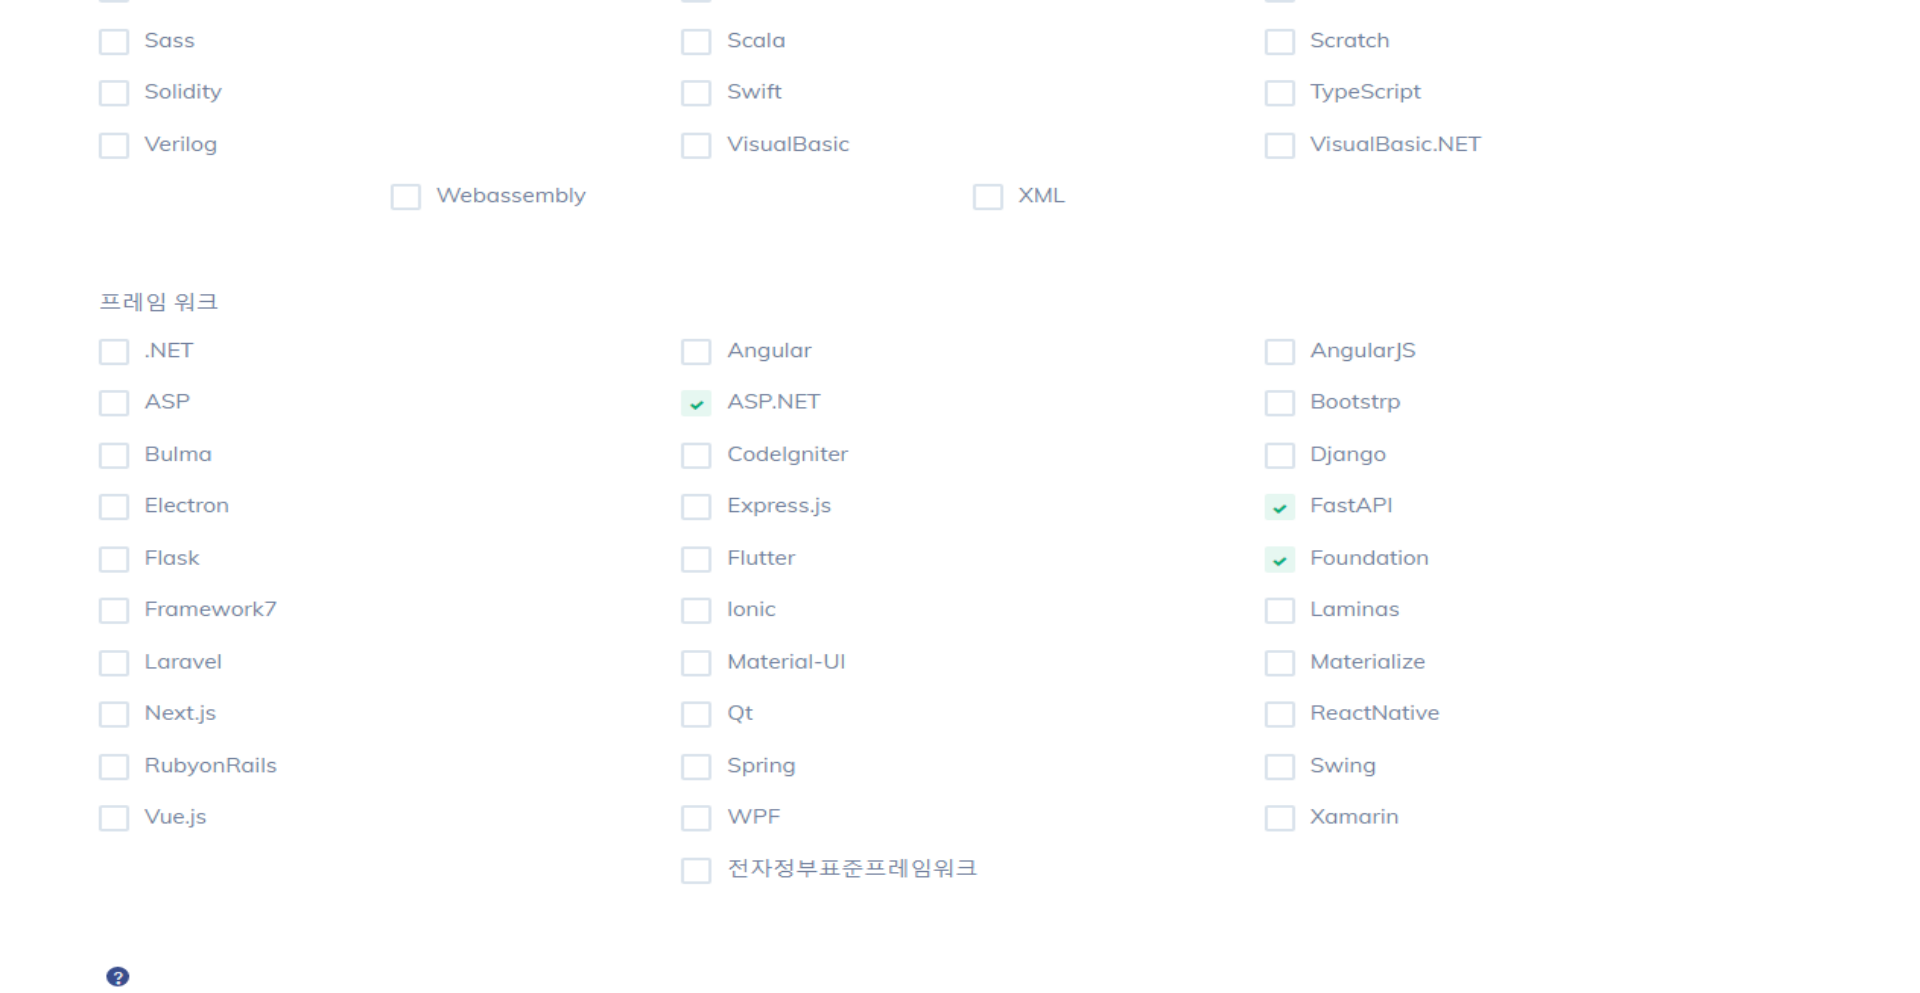 Sass Scala Scratch
Solidity Swift TypeScript
Verilog VisualBasic VisualBasic.NET
Webassembly XML
프레임 워크
.NET Angular AngularJS
ASP ASP.NET Bootstrp
Bulma CodeIgniter Django
Electron Express.js FastAPI
Flask Flutter Foundation
Framework7 Ionic Laminas
Laravel Material-UI Materialize
Next.js Qt ReactNative
RubyonRails Spring Swing
Vue.js WPF Xamarin
전자정부표준프레임워크
?